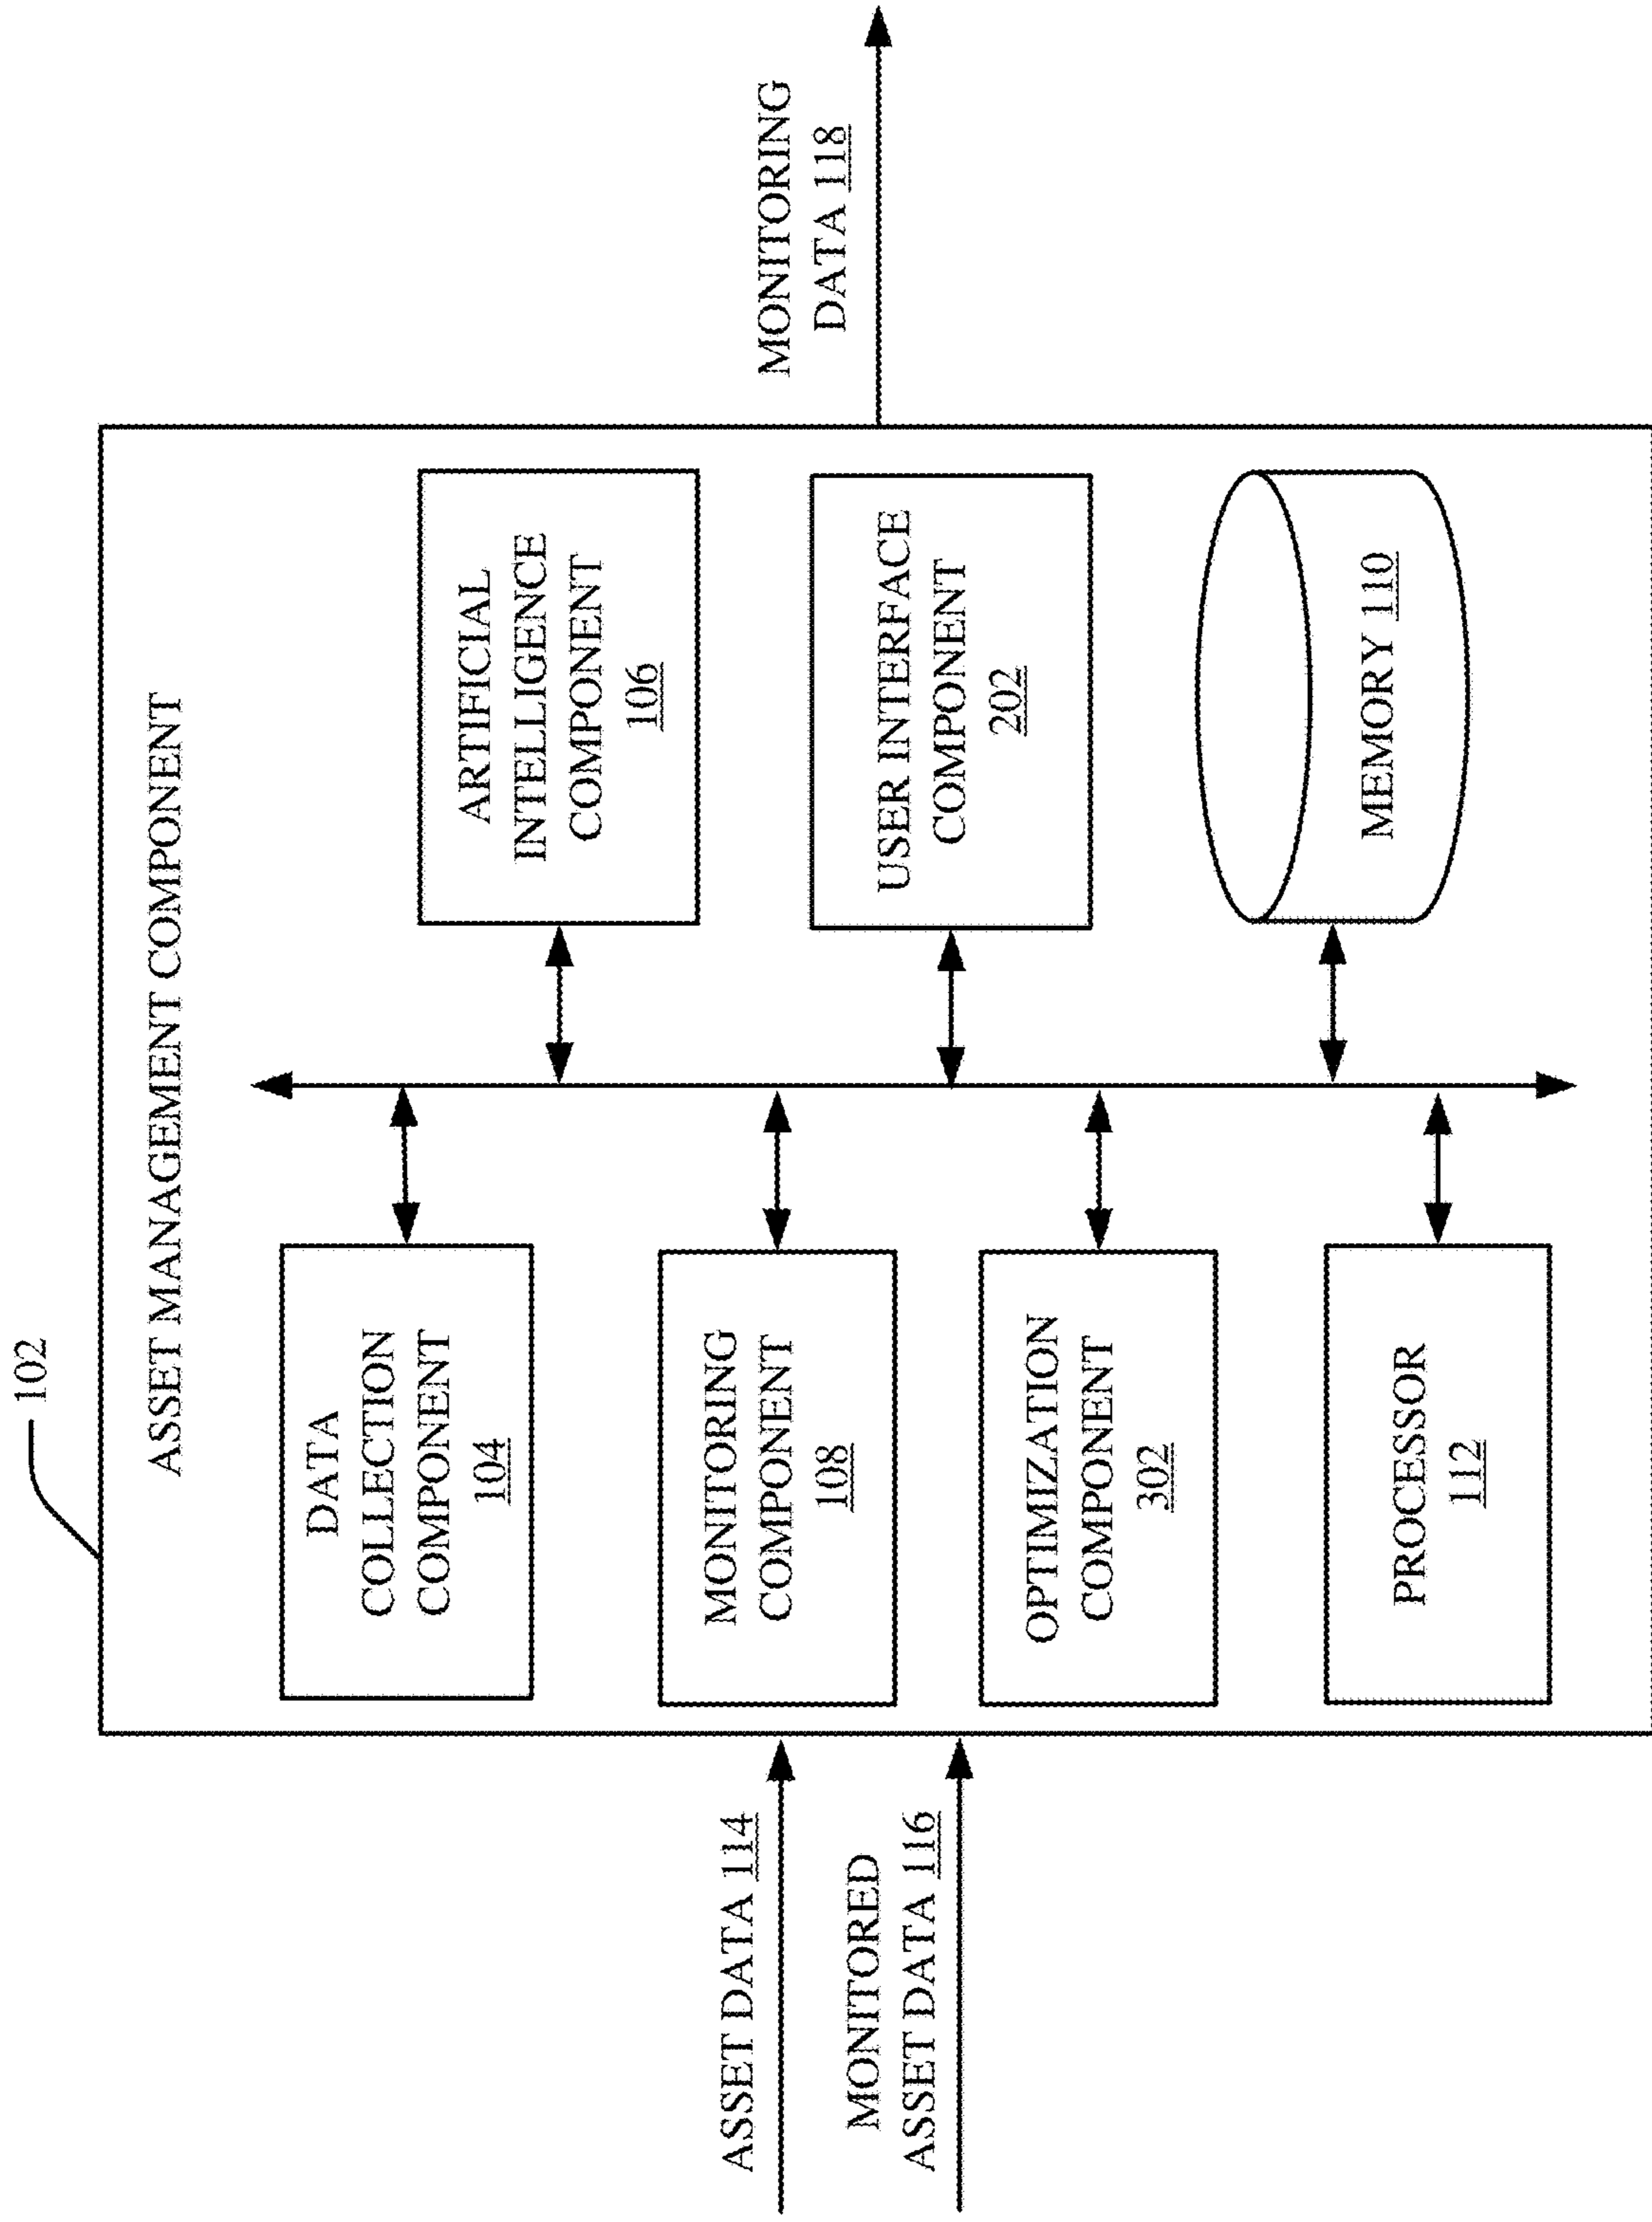 102
ASSET MANAGEMENT COMPONENT
DATA
COLLECTION
COMPONENT
104
ARTIFICIAL
INTELLIGENCE
COMPONENT
106
MONITORING
COMPONENT
108
USER INTERFACE
COMPONENT
202
OPTIMIZATION
COMPONENT
302
PROCESSOR
112
MEMORY 110
ASSET DATA 114
MONITORED
ASSET DATA 116
MONITORING
DATA 118